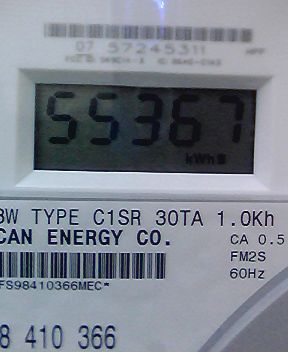 07 57245311
55367
kWh
3W TYPE C1SR 30TA 1.0Kh
CAN ENERGY CO.
CA 0.5
FM2S
60Hz
FS98410366MEC*
8 410 366